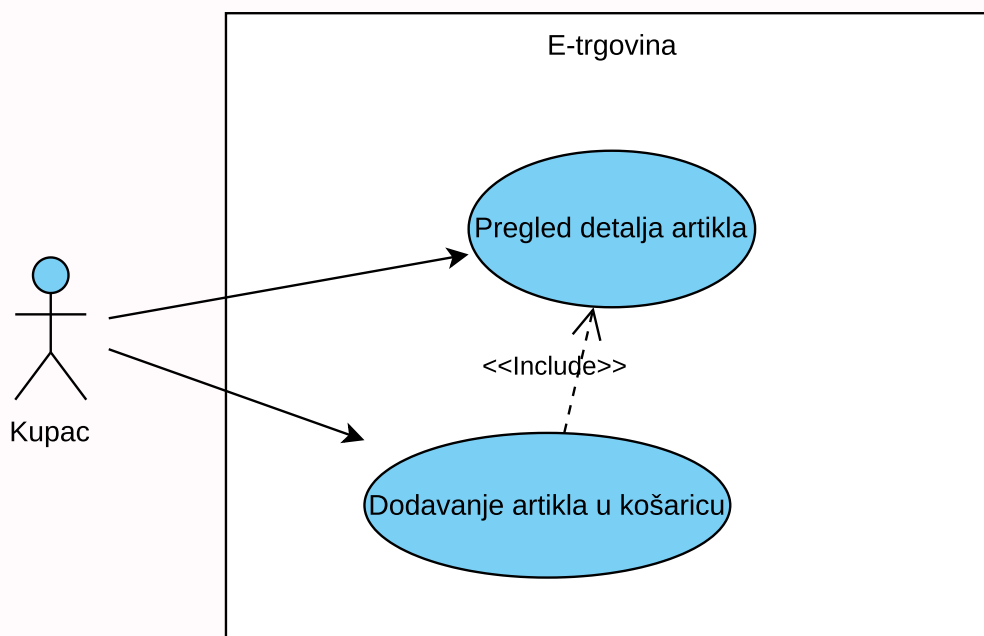 E-trgovina
Pregled detalja artikla
<<Include>>
Kupac
Dodavanje artikla u košaricu